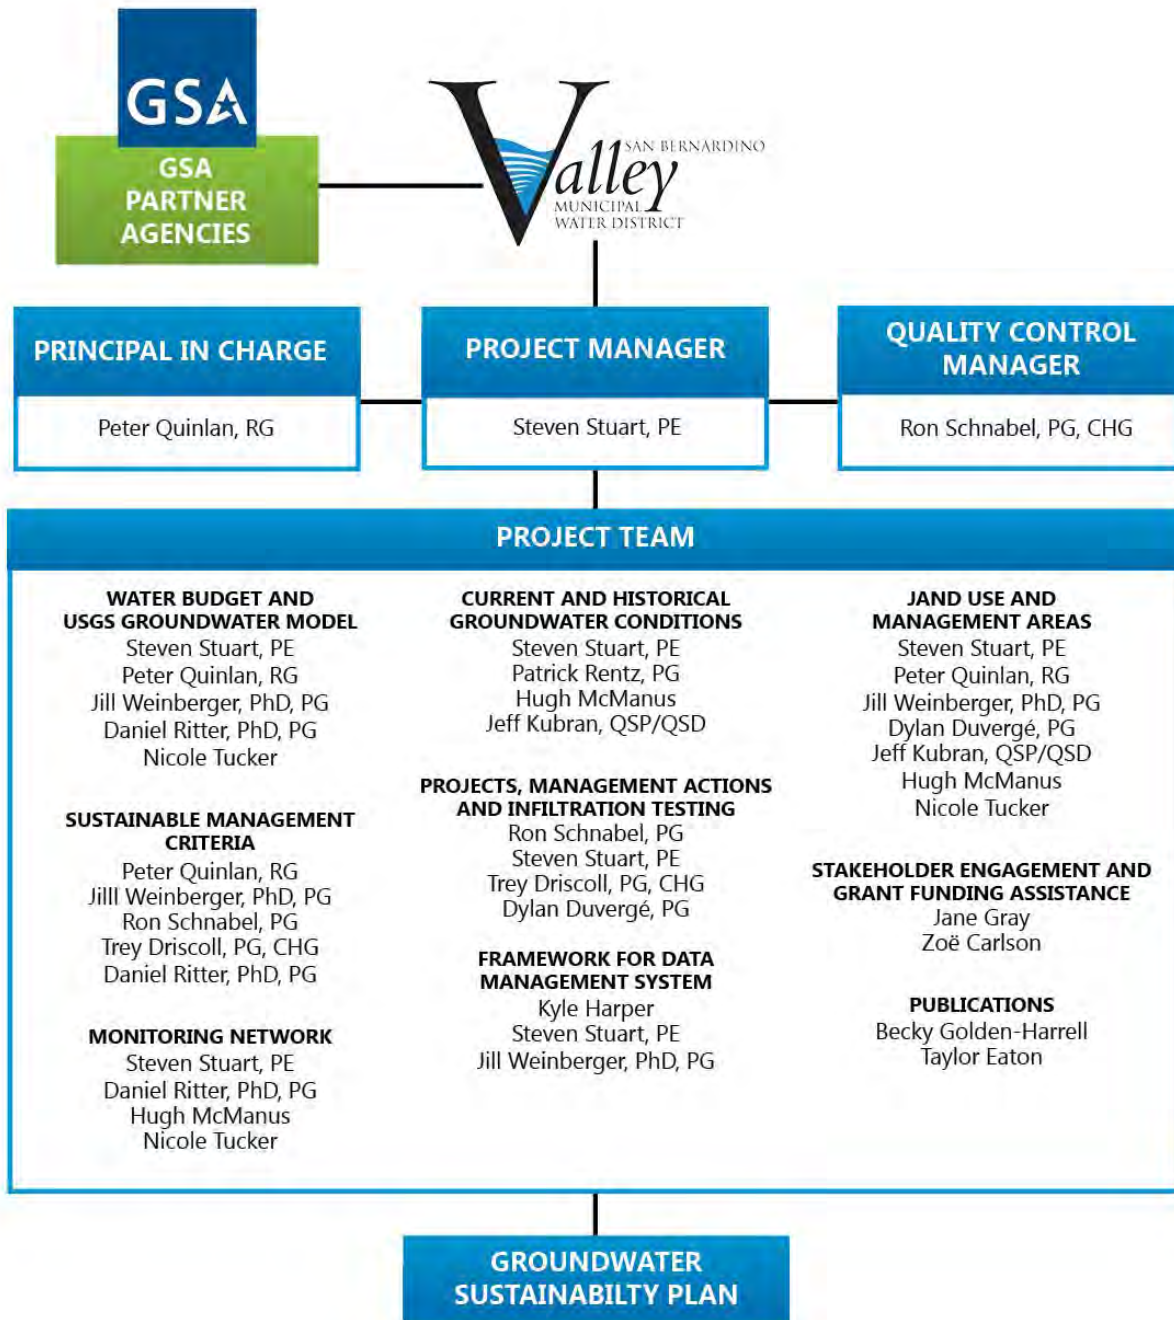 GSA
GSA
PARTNER
AGENCIES
Valley
SAN BERNARDINO
MUNICIPAL
WATER DISTRICT
PRINCIPAL IN CHARGE
Peter Quinlan, RG
PROJECT MANAGER
Steven Stuart, PE
QUALITY CONTROL
MANAGER
Ron Schnabel, PG, CHG
PROJECT TEAM
WATER BUDGET AND
USGS GROUNDWATER MODEL
Steven Stuart, PE
Peter Quinlan, RG
Jill Weinberger, PhD, PG
Daniel Ritter, PhD, PG
Nicole Tucker
SUSTAINABLE MANAGEMENT
CRITERIA
Peter Quinlan, RG
Jilll Weinberger, PhD, PG
Ron Schnabel, PG
Trey Driscoll, PG, CHG
Daniel Ritter, PhD, PG
MONITORING NETWORK
Steven Stuart, PE
Daniel Ritter, PhD, PG
Hugh McManus
Nicole Tucker
CURRENT AND HISTORICAL
GROUNDWATER CONDITIONS
Steven Stuart, PE
Patrick Rentz, PG
Hugh McManus
Jeff Kubran, QSP/QSD
PROJECTS, MANAGEMENT ACTIONS
AND INFILTRATION TESTING
Ron Schnabel, PG
Steven Stuart, PE
Trey Driscoll, PG, CHG
Dylan Duvergé, PG
FRAMEWORK FOR DATA
MANAGEMENT SYSTEM
Kyle Harper
Steven Stuart, PE
Jill Weinberger, PhD, PG
JAND USE AND
MANAGEMENT AREAS
Steven Stuart, PE
Peter Quinlan, RG
Jill Weinberger, PhD, PG
Dylan Duvergé, PG
Jeff Kubran, QSP/QSD
Hugh McManus
Nicole Tucker
STAKEHOLDER ENGAGEMENT AND
GRANT FUNDING ASSISTANCE
Jane Gray
Zoë Carlson
PUBLICATIONS
Becky Golden-Harrell
Taylor Eaton
GROUNDWATER
SUSTAINABILTY PLAN